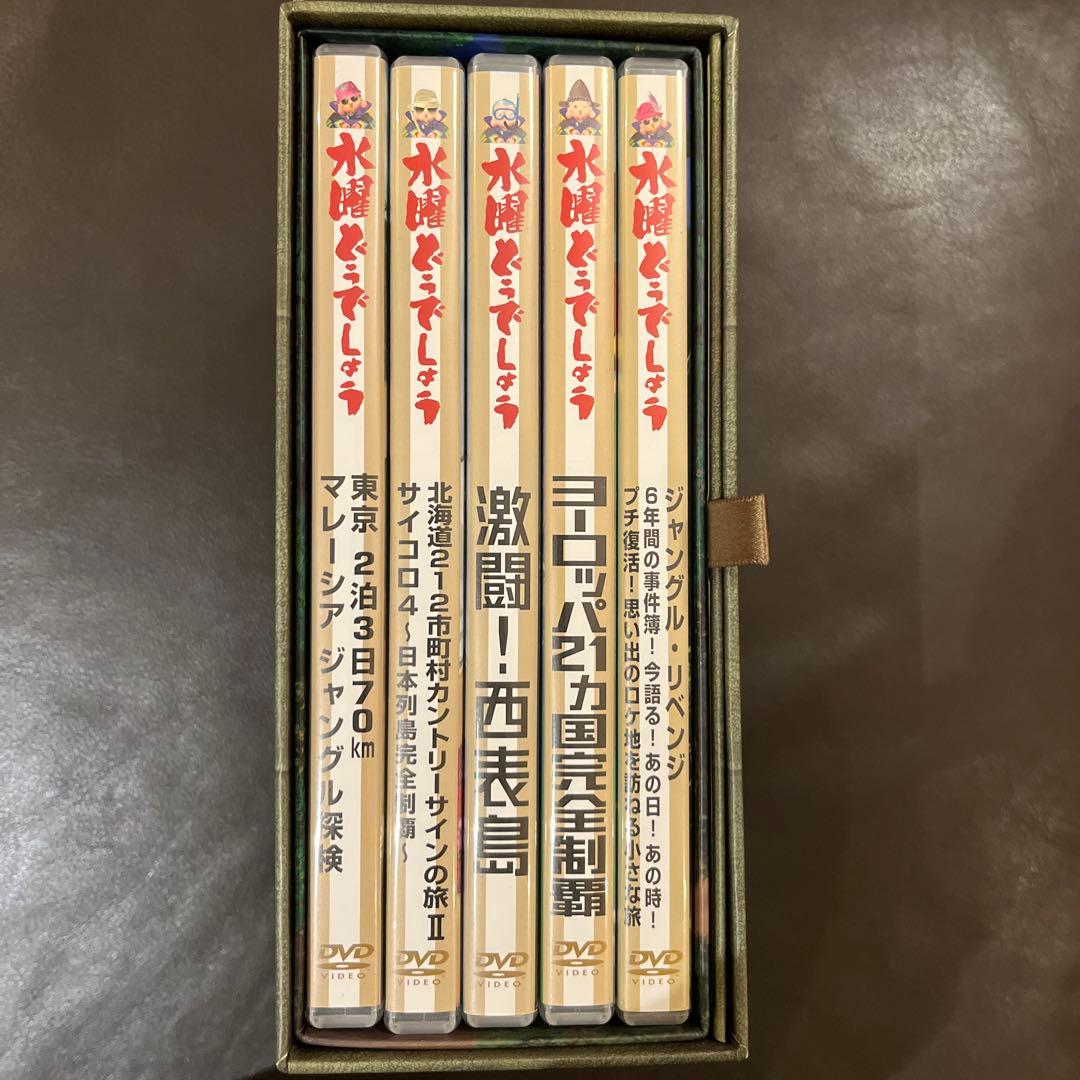 水曜どうでしょう
東京 2泊3日70km
マレーシア ジャングル探検
DVD
VIDEO
水曜どうでしょう
北海道212市町村カントリーサインの旅Ⅱ
サイコロ4～日本列島完全制覇～
DVD
VIDEO
水曜どうでしょう
激闘！西表島
DVD
VIDEO
水曜どうでしょう
ヨーロッパ21ヵ国完全制覇
DVD
VIDEO
水曜どうでしょう
ジャングル・リベンジ
6年間の事件簿！今語る！あの日！あの時！
プチ復活！思い出のロケ地を訪ねる小さな旅
DVD
VIDEO